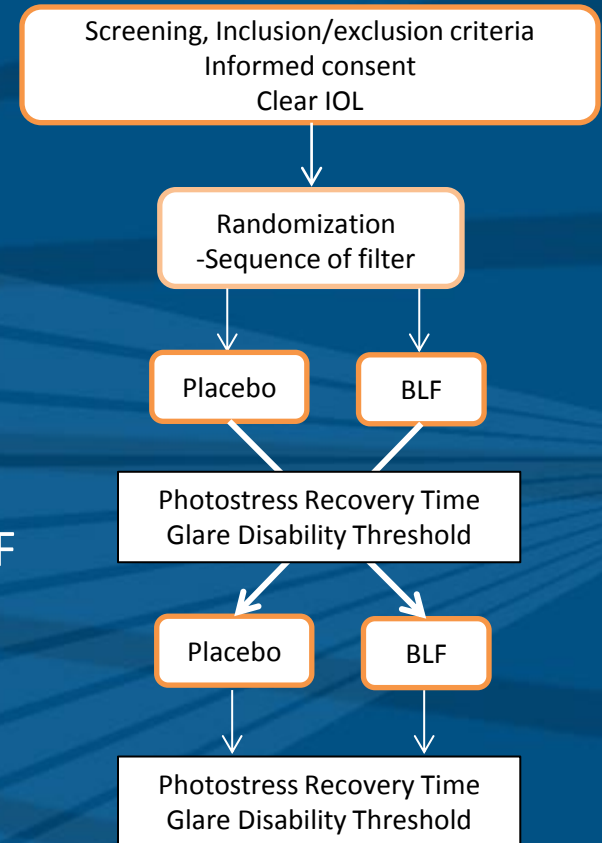 Screening, Inclusion/exclusion criteria
Informed consent
Clear IOL
Randomization
-Sequence of filter
Placebo
BLF
Photostress Recovery Time
Glare Disability Threshold
F
Placebo
BLF
Photostress Recovery Time
Glare Disability Threshold